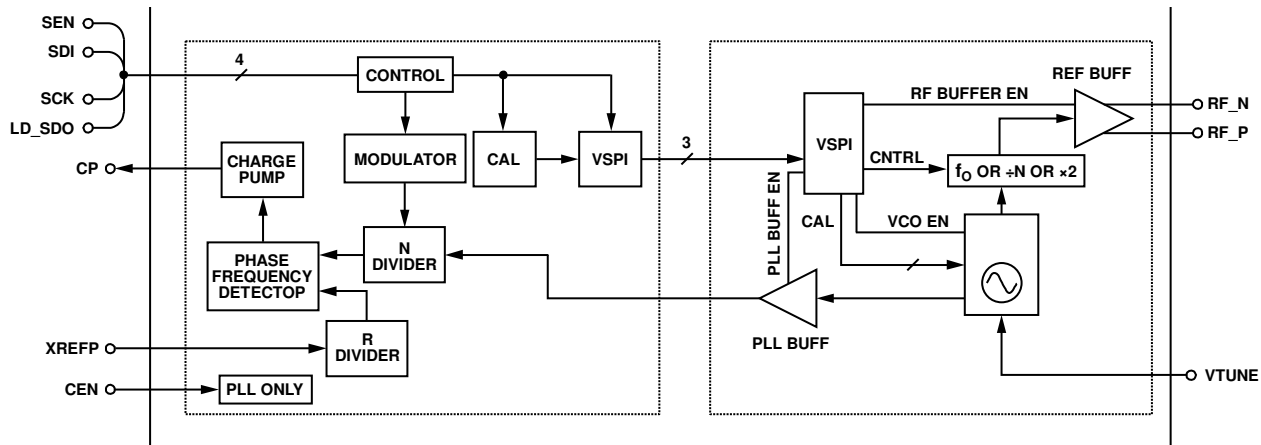 SEN
SDI
SCK
LD_SDO
CP
XREFP
CEN
4
CONTROL
CHARGE
PUMP
MODULATOR
CAL
VSPI
PHASE
FREQUENCY
DETECTOP
N
DIVIDER
R
DIVIDER
PLL ONLY
3
VSPI
RF BUFFER EN
REF BUFF
CNTRL
fO OR ÷N OR ×2
PLL BUFF EN
CAL
VCO EN
PLL BUFF
RF_N
RF_P
VTUNE